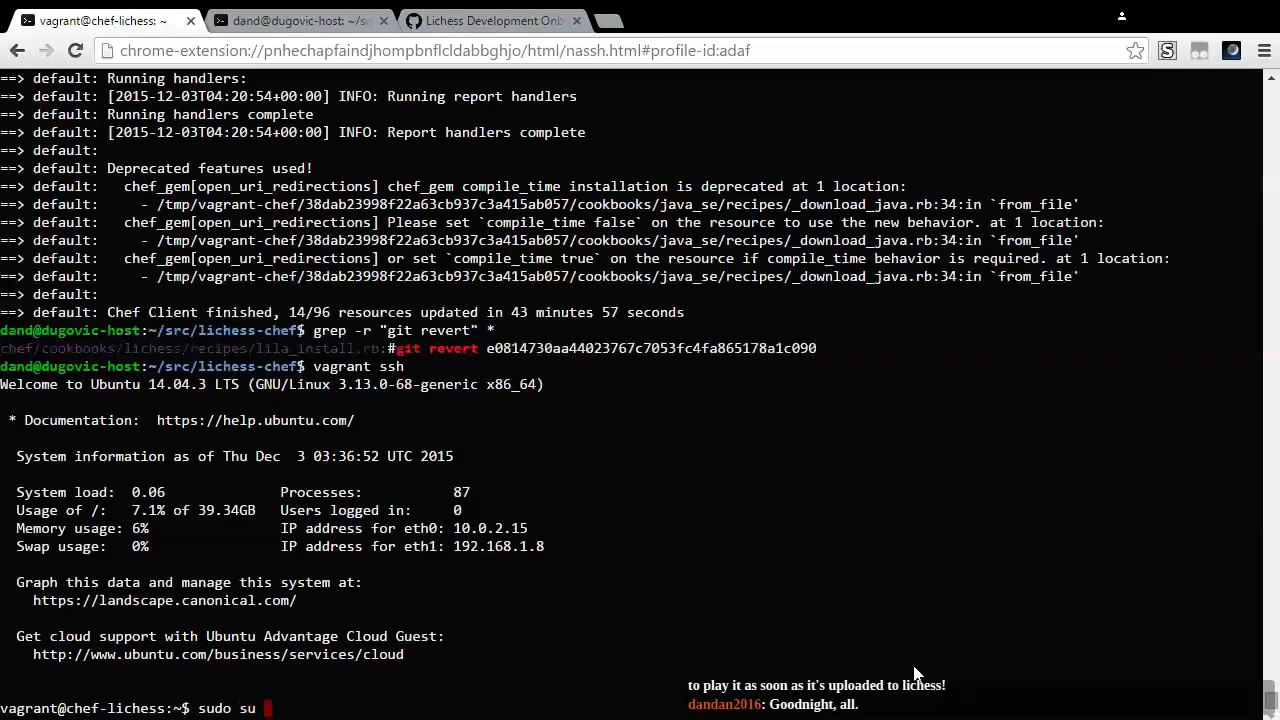 vagrant@chef-lichess: ~
dand@dugovic-host: ~/s
Lichess Development Onb
chrome-extension://pnhechapfaindjhompbnflcldabbghjo/html/nassh.html#profile-id:adaf
==> default: Running handlers:
==> default: [2015-12-03T04:20:54+00:00] INFO: Running report handlers
==> default: Running handlers complete
==> default: [2015-12-03T04:20:54+00:00] INFO: Report handlers complete
==> default:
==> default: Deprecated features used!
==> default:   chef_gem[open_uri_redirections] chef_gem compile_time installation is deprecated at 1 location:
==> default:     - /tmp/vagrant-chef/38dab23998f22a63cb937c3a415ab057/cookbooks/java_se/recipes/_download_java.rb:34:in `from_file'
==> default:   chef_gem[open_uri_redirections] Please set `compile_time false` on the resource to use the new behavior. at 1 location:
==> default:     - /tmp/vagrant-chef/38dab23998f22a63cb937c3a415ab057/cookbooks/java_se/recipes/_download_java.rb:34:in `from_file'
==> default:   chef_gem[open_uri_redirections] or set `compile_time true` on the resource if compile_time behavior is required. at 1 location:
==> default:     - /tmp/vagrant-chef/38dab23998f22a63cb937c3a415ab057/cookbooks/java_se/recipes/_download_java.rb:34:in `from_file'
==> default:
==> default: Chef Client finished, 14/96 resources updated in 43 minutes 57 seconds
dand@dugovic-host:~/src/lichess-chef$ grep -r "git revert" *
chef/cookbooks/lichess/recipes/lila_install.rb:#git revert e0814730aa44023767c7053fc4fa865178a1c090
dand@dugovic-host:~/src/lichess-chef$ vagrant ssh
Welcome to Ubuntu 14.04.3 LTS (GNU/Linux 3.13.0-68-generic x86_64)
* Documentation:  https://help.ubuntu.com/
System information as of Thu Dec  3 03:36:52 UTC 2015
System load:  0.06              Processes:           87
Usage of /:   7.1% of 39.34GB   Users logged in:     0
Memory usage: 6%                IP address for eth0: 10.0.2.15
Swap usage:   0%                IP address for eth1: 192.168.1.8
Graph this data and manage this system at:
https://landscape.canonical.com/
Get cloud support with Ubuntu Advantage Cloud Guest:
http://www.ubuntu.com/business/services/cloud
to play it as soon as it's uploaded to lichess!
dandan2016: Goodnight, all.
vagrant@chef-lichess:~$ sudo su